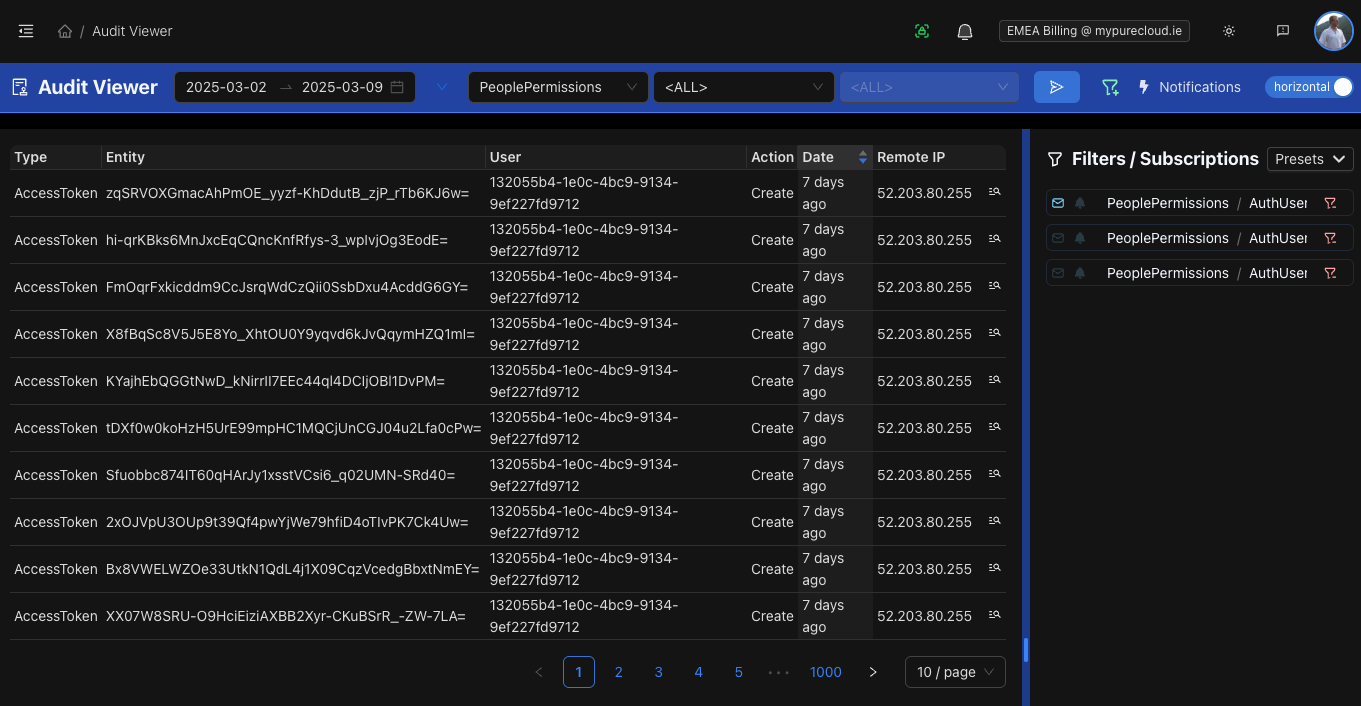 / Audit Viewer
EMEA Billing @ mypurecloud.ie
Audit Viewer
2025-03-02 → 2025-03-09
PeoplePermissions
<ALL>
<ALL>
Notifications
horizontal
Type Entity User Action Date Remote IP
AccessToken zqSRVOXGmacAhPmOE_yyzf-KhDdutB_zjP_rTb6KJ6w= 132055b4-1e0c-4bc9-9134- Create 7 days 52.203.80.255
9ef227fd9712 ago
AccessToken hi-qrKBks6MnJxcEqCQncKnfRfys-3_wpIvjOg3EodE= 132055b4-1e0c-4bc9-9134- Create 7 days 52.203.80.255
9ef227fd9712 ago
AccessToken FmOqrFxkicddm9CcJsrqWdCzQii0SsbDxu4AcddG6GY= 132055b4-1e0c-4bc9-9134- Create 7 days 52.203.80.255
9ef227fd9712 ago
AccessToken X8fBqSc8V5J5E8Yo_XhtOU0Y9yqvd6kJvQqymHZQ1mI= 132055b4-1e0c-4bc9-9134- Create 7 days 52.203.80.255
9ef227fd9712 ago
AccessToken KYajhEbQGGtNwD_kNirrII7EEc44ql4DCIjOBI1DvPM= 132055b4-1e0c-4bc9-9134- Create 7 days 52.203.80.255
9ef227fd9712 ago
AccessToken tDXf0w0koHzH5UrE99mpHC1MQCjUnCGJ04u2Lfa0cPw= 132055b4-1e0c-4bc9-9134- Create 7 days 52.203.80.255
9ef227fd9712 ago
AccessToken Sfuobbc874IT60qHArJy1xsstVCsi6_q02UMN-SRd40= 132055b4-1e0c-4bc9-9134- Create 7 days 52.203.80.255
9ef227fd9712 ago
AccessToken 2xOJVpU3OUp9t39Qf4pwYjWe79hfiD4oTIvPK7Ck4Uw= 132055b4-1e0c-4bc9-9134- Create 7 days 52.203.80.255
9ef227fd9712 ago
AccessToken Bx8VWELWZOe33UtkN1QdL4j1X09CqzVcedgBbxtNmEY= 132055b4-1e0c-4bc9-9134- Create 7 days 52.203.80.255
9ef227fd9712 ago
AccessToken XX07W8SRU-O9HciEiziAXBB2Xyr-CKuBSrR_-ZW-7LA= 132055b4-1e0c-4bc9-9134- Create 7 days 52.203.80.255
9ef227fd9712 ago
< 1 2 3 4 5 ••• 1000 > 10 / page
Filters / Subscriptions Presets
PeoplePermissions / AuthUser
PeoplePermissions / AuthUser
PeoplePermissions / AuthUser